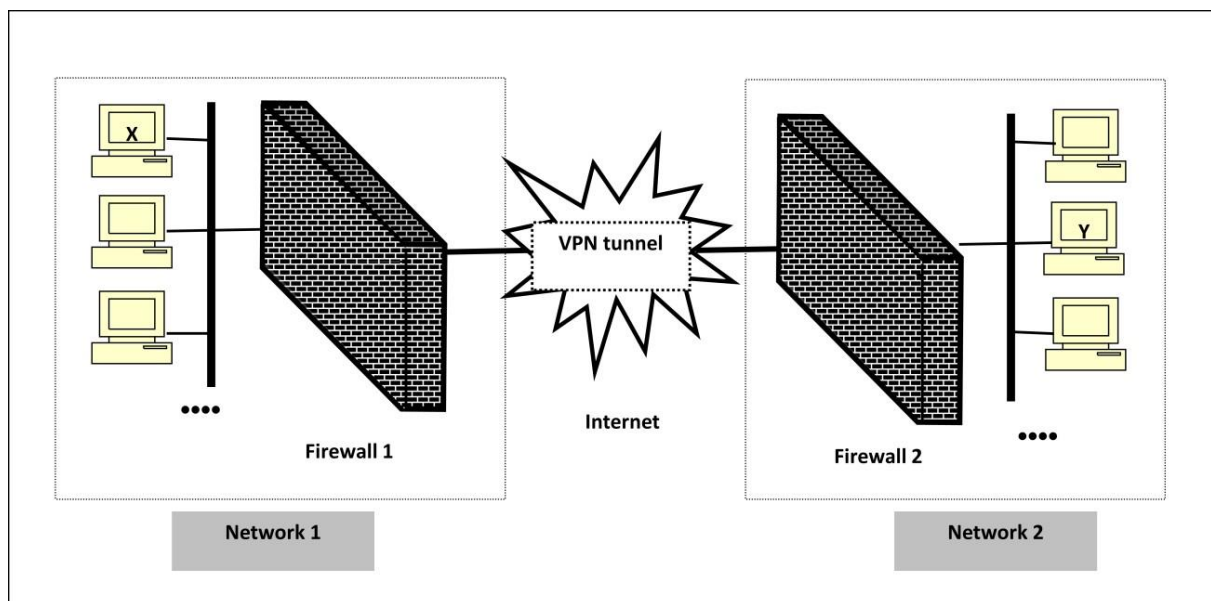 X
Y
VPN tunnel
Internet
Firewall 1
Firewall 2
Network 1
Network 2